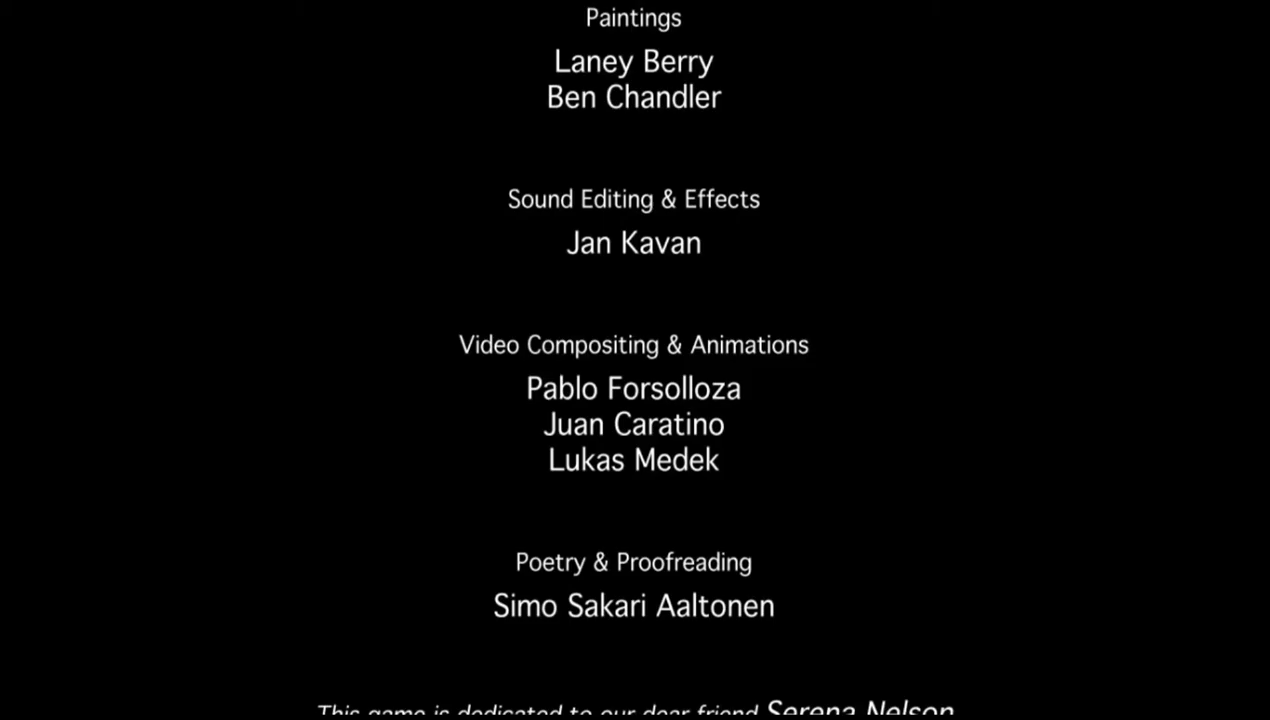 Paintings
Laney Berry
Ben Chandler
Sound Editing & Effects
Jan Kavan
Video Compositing & Animations
Pablo Forsolloza
Juan Caratino
Lukas Medek
Poetry & Proofreading
Simo Sakari Aaltonen
This game is dedicated to our dear friend Serena Nelson